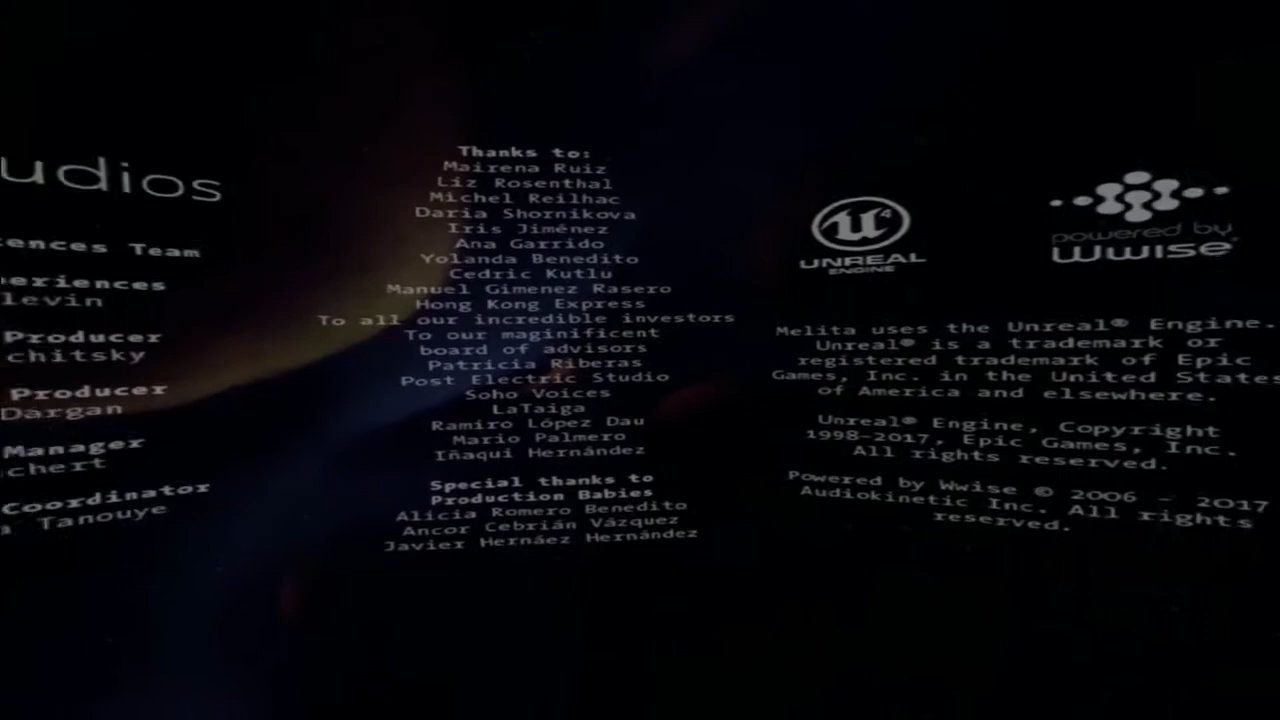 udios
ences Team
eriences
levin
Producer
chitsky
Producer
Dargan
Manager
chert
Coordinator
Tanouye
Thanks to:
Mairena Ruiz
Liz Rosenthal
Michel Reilhac
Daria Shornikova
Iris Jiménez
Ana Garrido
Yolanda Benedito
Cedric Kutlu
Manuel Gimenez Rasero
Hong Kong Express
To all our incredible investors
To our maginificent
board of advisors
Patricia Riberas
Post Electric Studio
Soho Voices
LaTaiga
Ramiro López Dau
Mario Palmero
Iñaqui Hernández
Special thanks to
Production Babies
Alicia Romero Benedito
Ancor Cebrián Vázquez
Javier Hernáez Hernández
UNREAL
ENGINE
powered by
wwise
Melita uses the Unreal® Engine.
Unreal® is a trademark or
registered trademark of Epic
Games, Inc. in the United States
of America and elsewhere.
Unreal® Engine, Copyright
1998-2017, Epic Games, Inc.
All rights reserved.
Powered by Wwise © 2006 - 2017
Audiokinetic Inc. All rights
reserved.